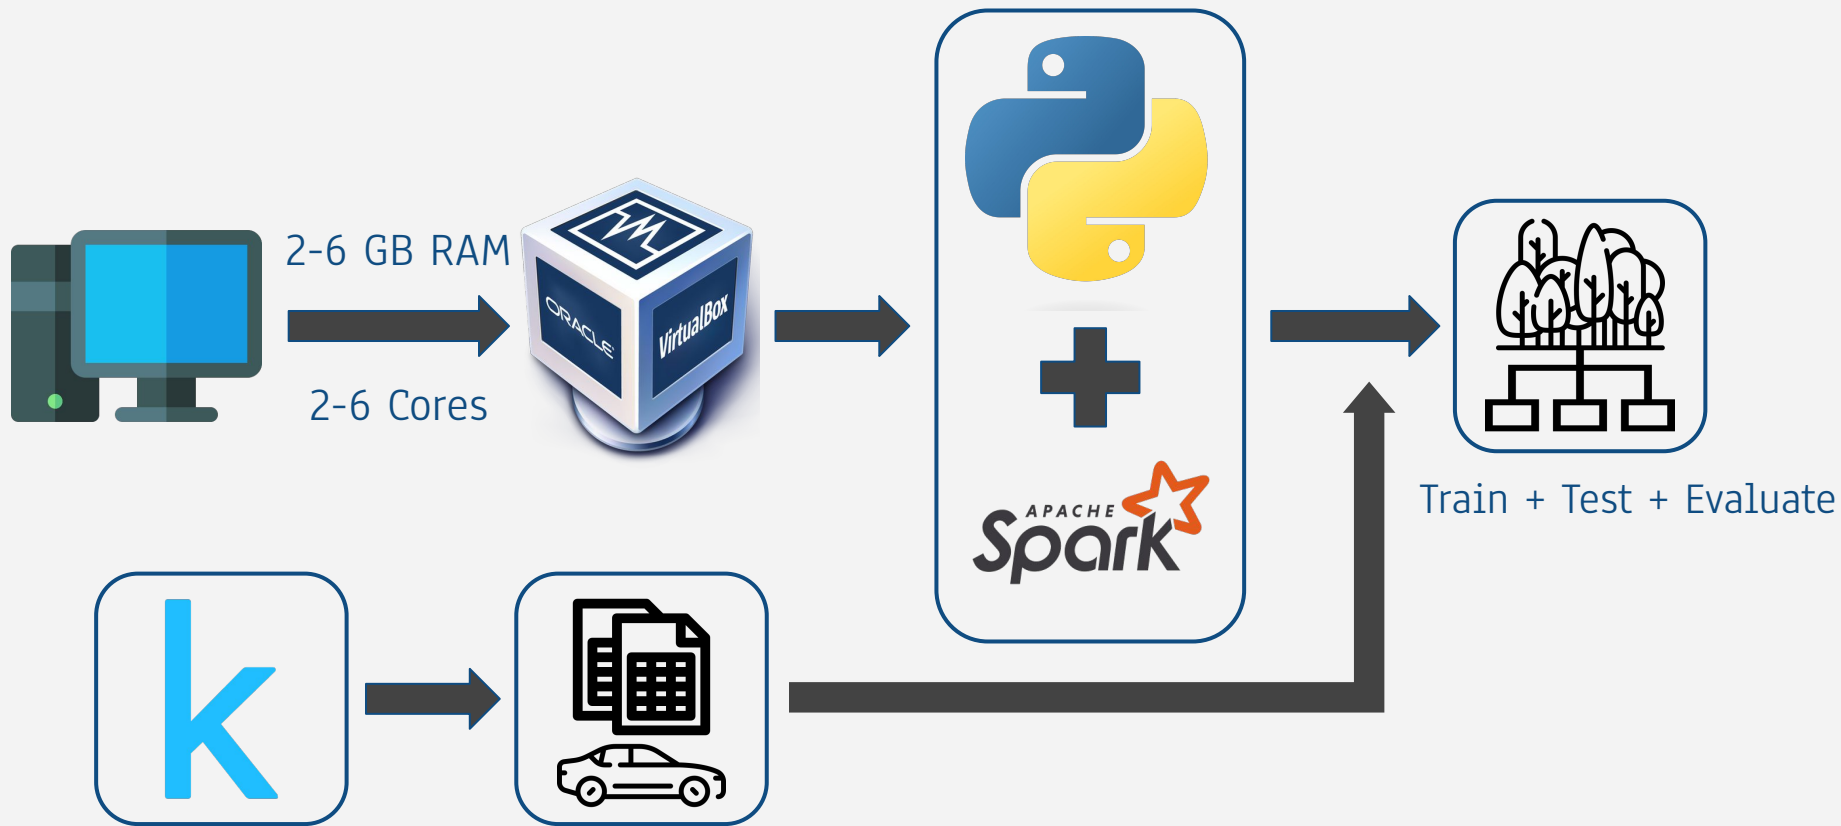 2-6 GB RAM
2-6 Cores
ORACLE
VirtualBox
APACHE
Spark
Train + Test + Evaluate
k